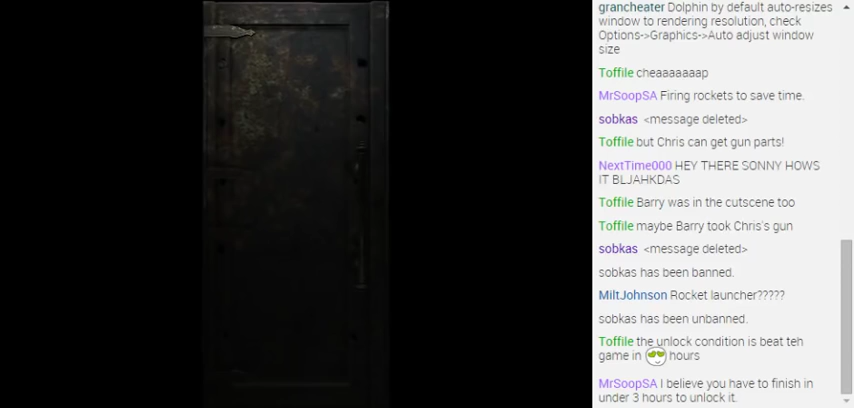 grancheater Dolphin by default auto-resizes
window to rendering resolution, check
Options->Graphics->Auto adjust window
size
Toffile cheaaaaaaap
MrSoopSA Firing rockets to save time.
sobkas <message deleted>
Toffile but Chris can get gun parts!
NextTime000 HEY THERE SONNY HOWS
IT BLJAHKDAS
Toffile Barry was in the cutscene too
Toffile maybe Barry took Chris's gun
sobkas <message deleted>
sobkas has been banned.
MiltJohnson Rocket launcher?????
sobkas has been unbanned.
Toffile the unlock condition is beat teh
game in hours
MrSoopSA I believe you have to finish in
under 3 hours to unlock it.